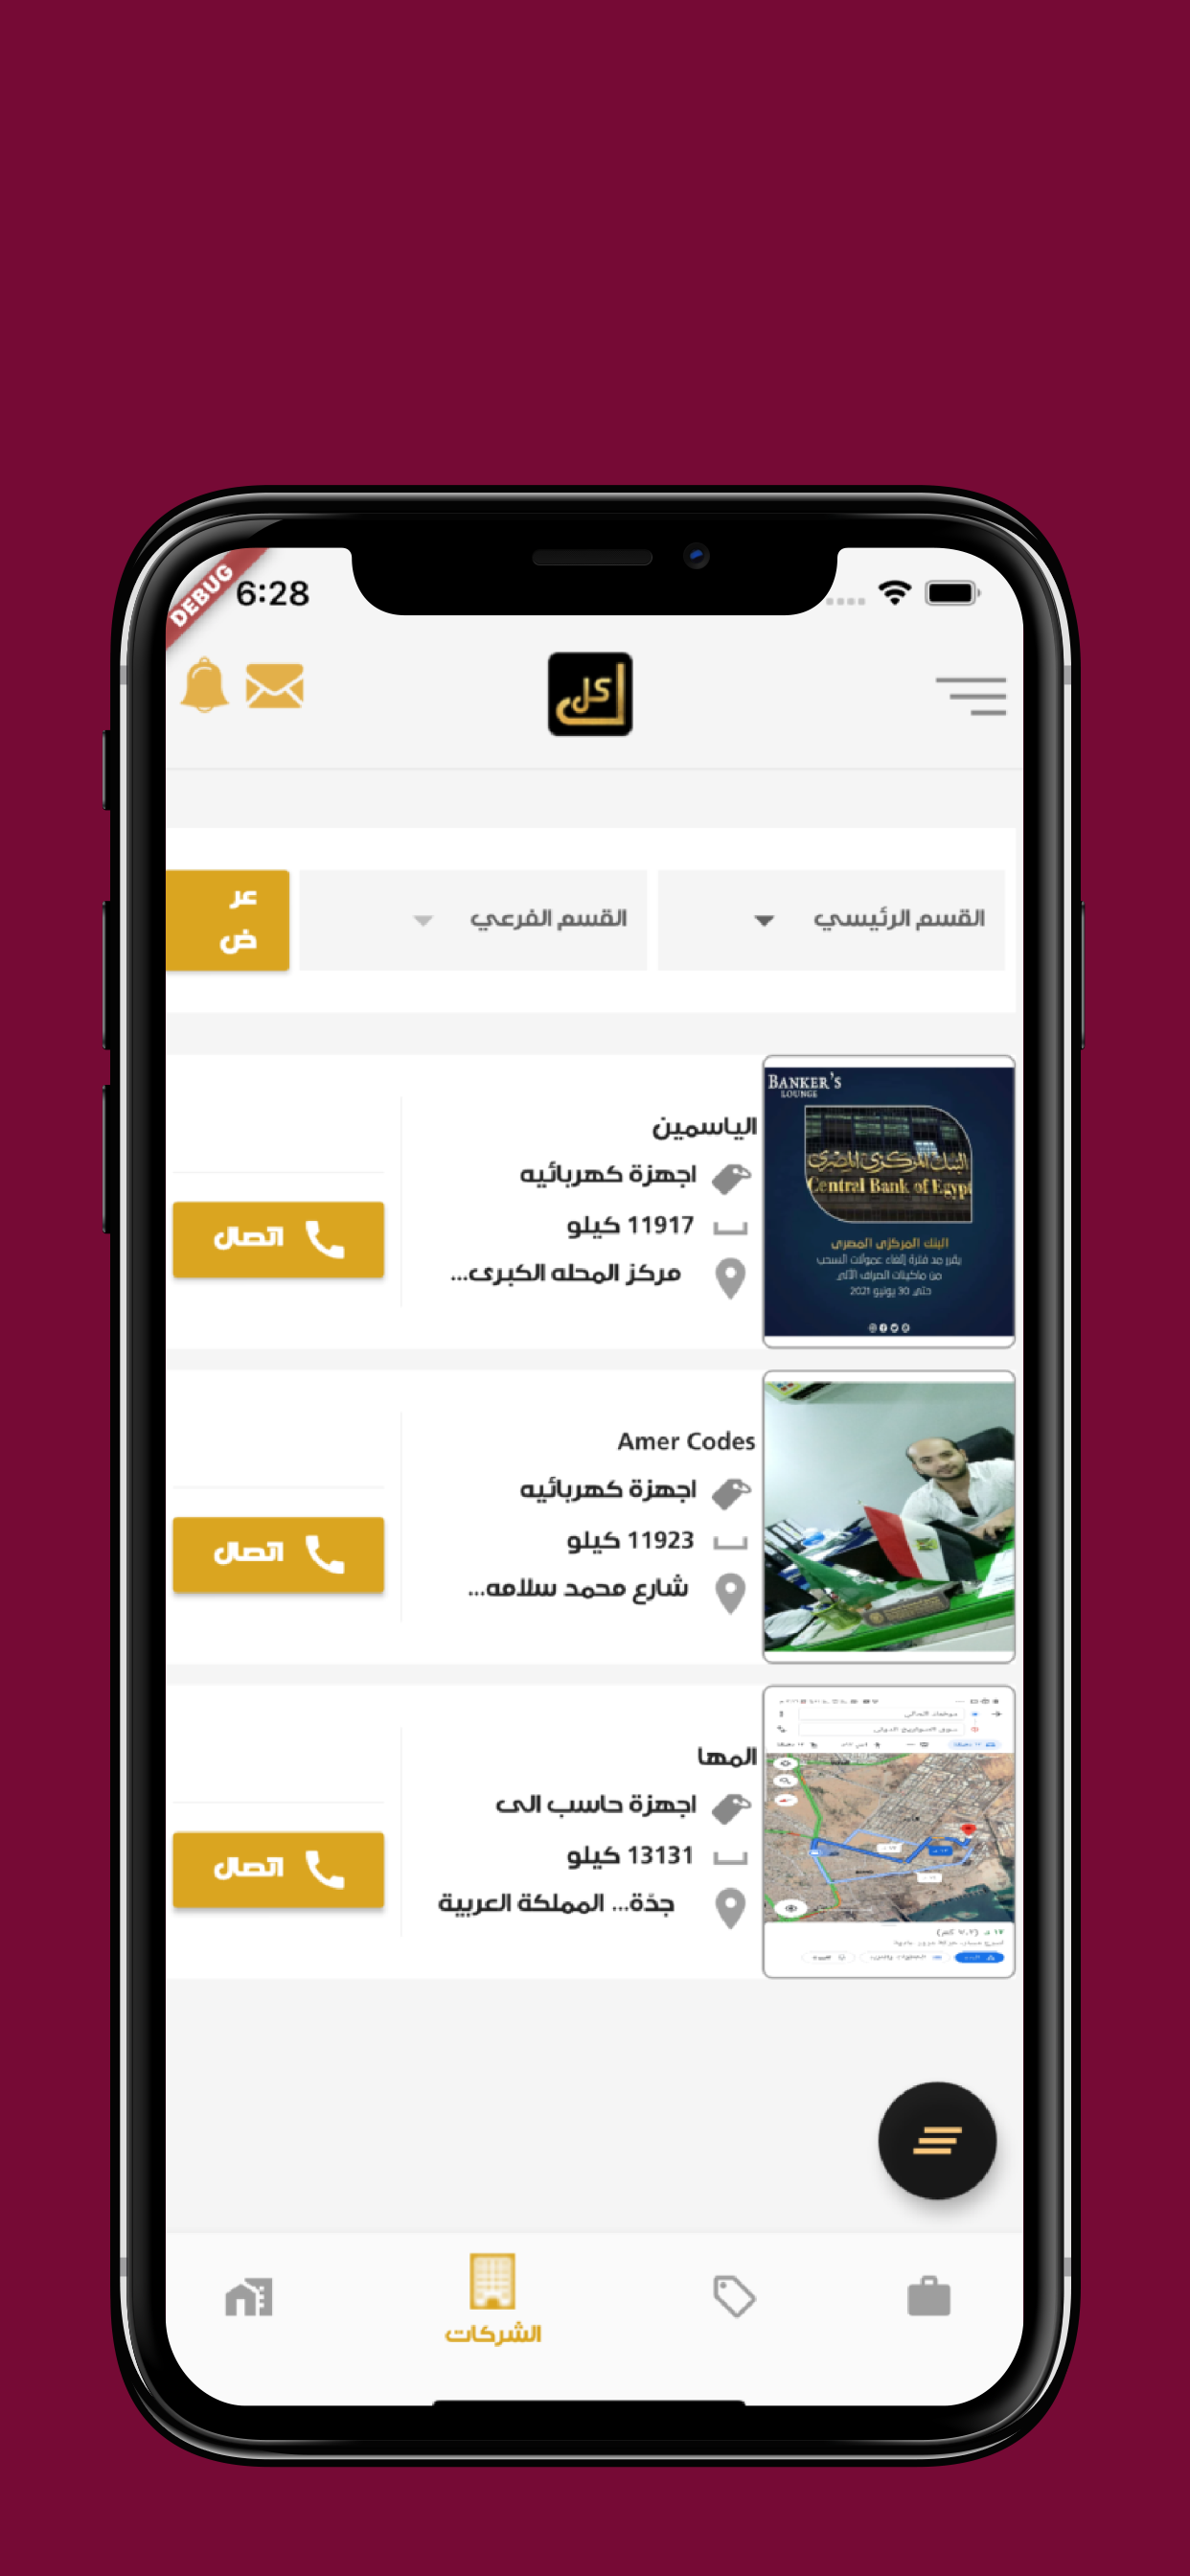 DEBUG
6:28
كل
القسم الرئيسي
القسم الفرعي
عر
ض
BANKER'S
LOUNGE
البنك المركزي المصري
Central Bank of Egypt
البنك المركزي المصري
يقرر مد فترة إلغاء عمولات السحب
من ماكينات الصراف الآلي
حتى 30 يونيو 2021
الياسمين
اجهزة كهربائيه
11917 كيلو
مركز المحله الكبرى...
اتصال
Amer Codes
اجهزة كهربائيه
11923 كيلو
شارع محمد سلامه...
اتصال
المها
اجهزة حاسب الى
13131 كيلو
جدّة... المملكة العربية
اتصال
الشركات